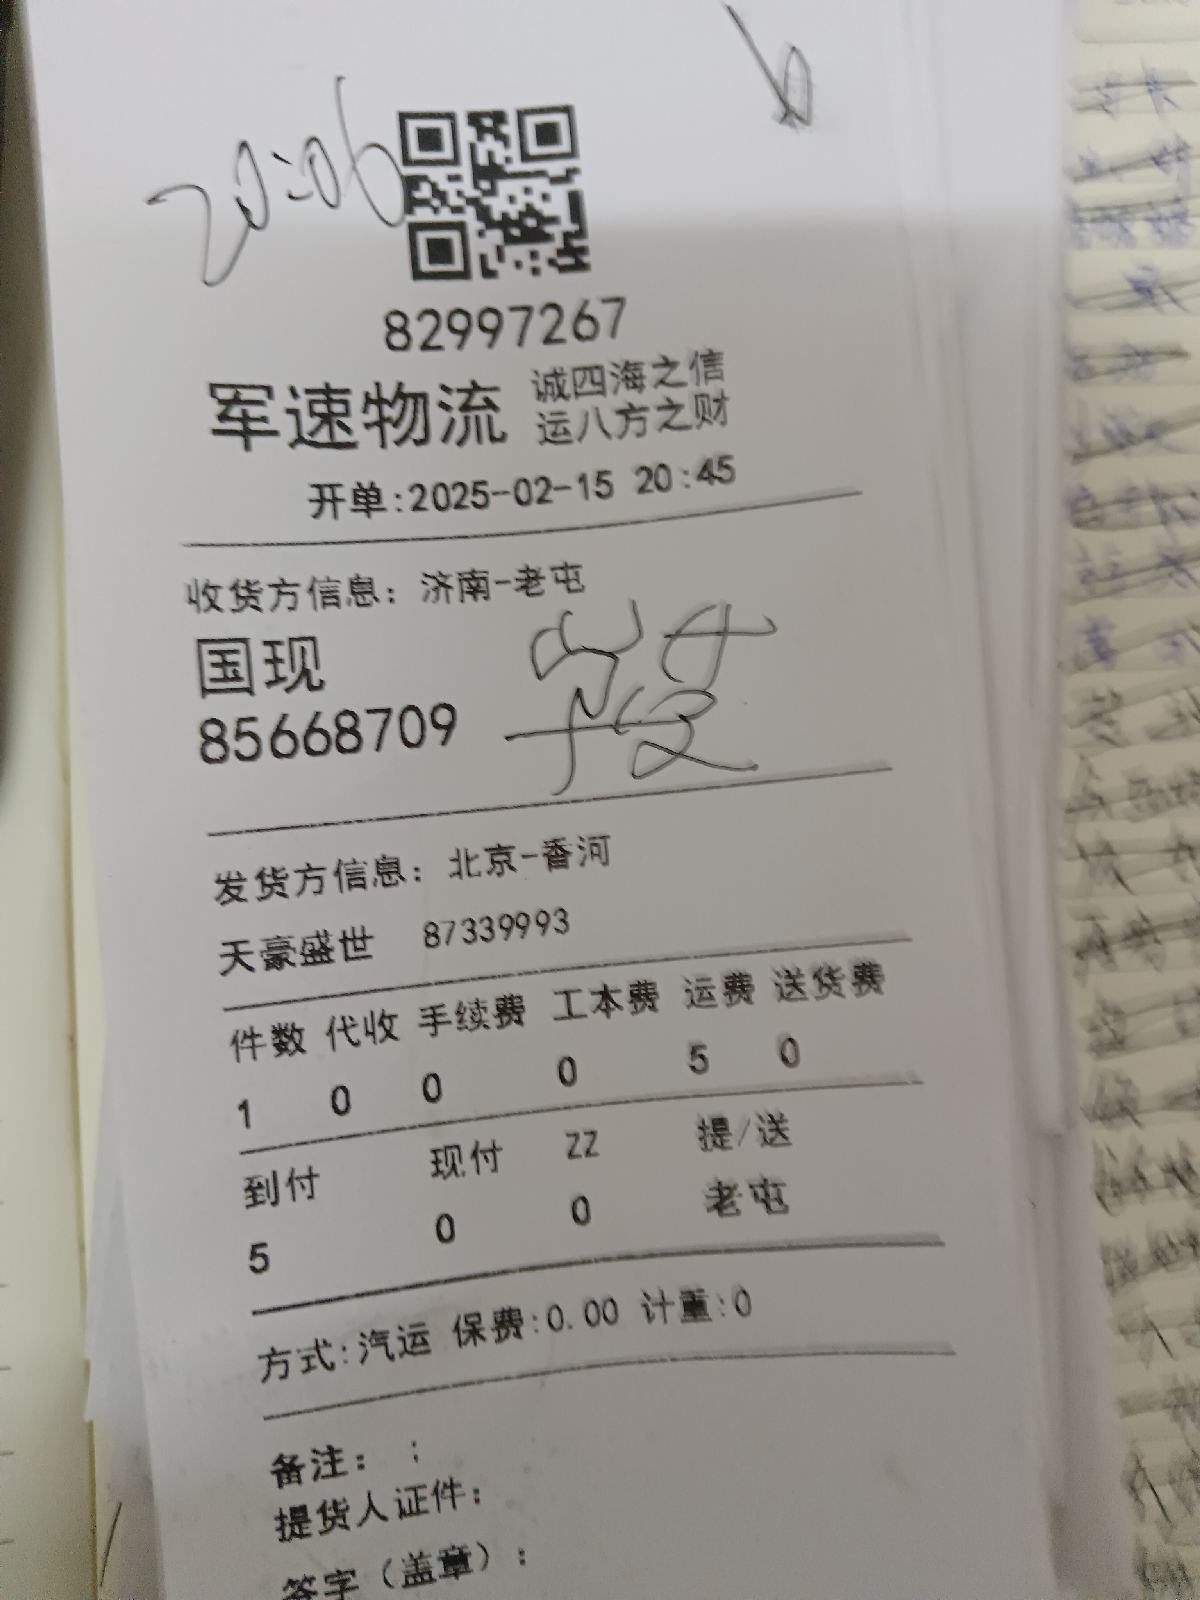 20:06
82997267
军速物流 诚四海之信
运八方之财
开单:2025-02-15 20:45
收货方信息: 济南-老屯
国现
85668709
发货方信息: 北京-香河
天豪盛世 87339993
件数 代收 手续费 工本费 运费 送货费
1 0 0 0 5 0
到付 现付 ZZ 提/送
5 0 0 老屯
方式:汽运 保费:0.00 计重:0
备注: ;
提货人证件:
签字(盖章):